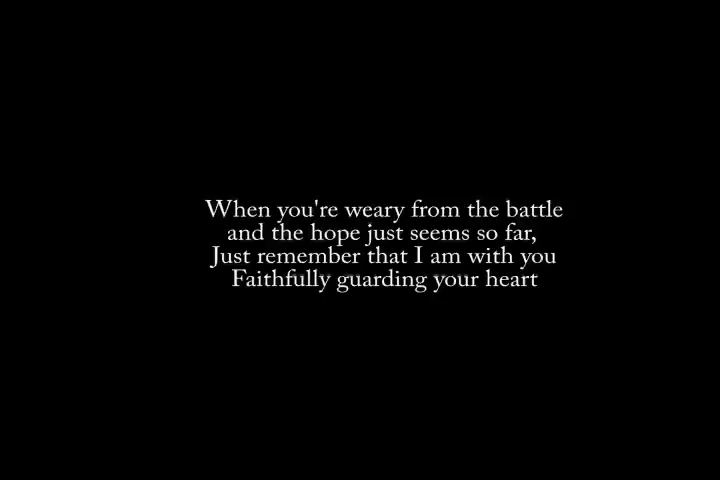 When you're weary from the battle
and the hope just seems so far,
Just remember that I am with you
Faithfully guarding your heart